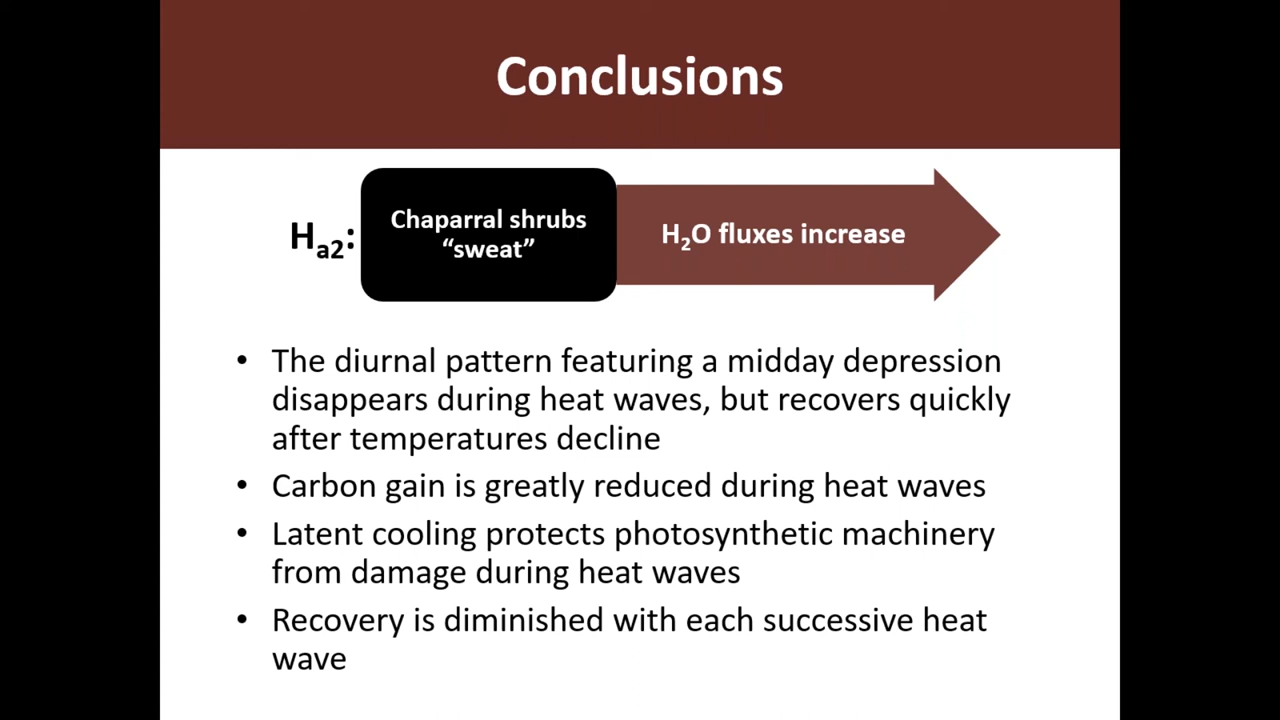 Conclusions
Hₐ₂:
Chaparral shrubs
“sweat”
H₂O fluxes increase
• The diurnal pattern featuring a midday depression
disappears during heat waves, but recovers quickly
after temperatures decline
• Carbon gain is greatly reduced during heat waves
• Latent cooling protects photosynthetic machinery
from damage during heat waves
• Recovery is diminished with each successive heat
wave